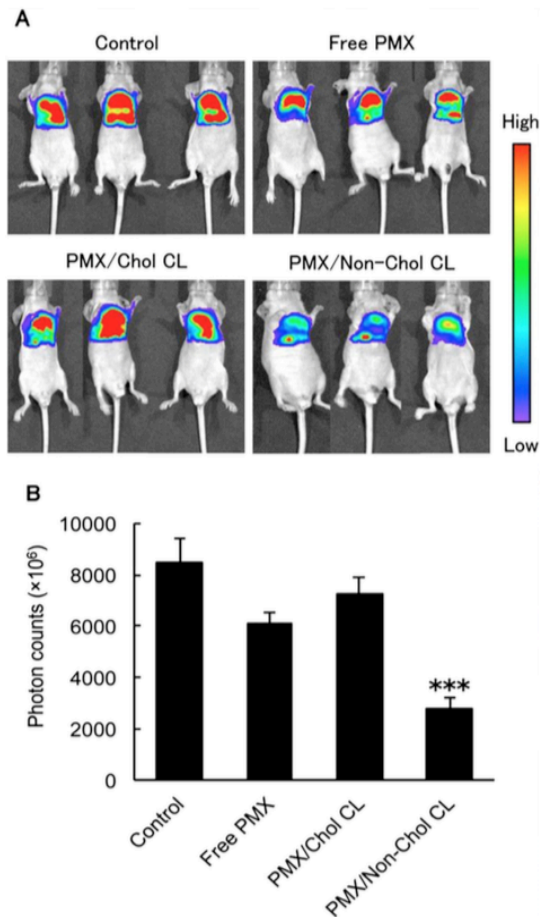 A
Control
Free PMX
High
PMX/Chol CL
PMX/Non-Chol CL
Low
B
Photon counts (×10⁶)
10000
8000
6000
4000
2000
0
***
Control
Free PMX
PMX/Chol CL
PMX/Non-Chol CL